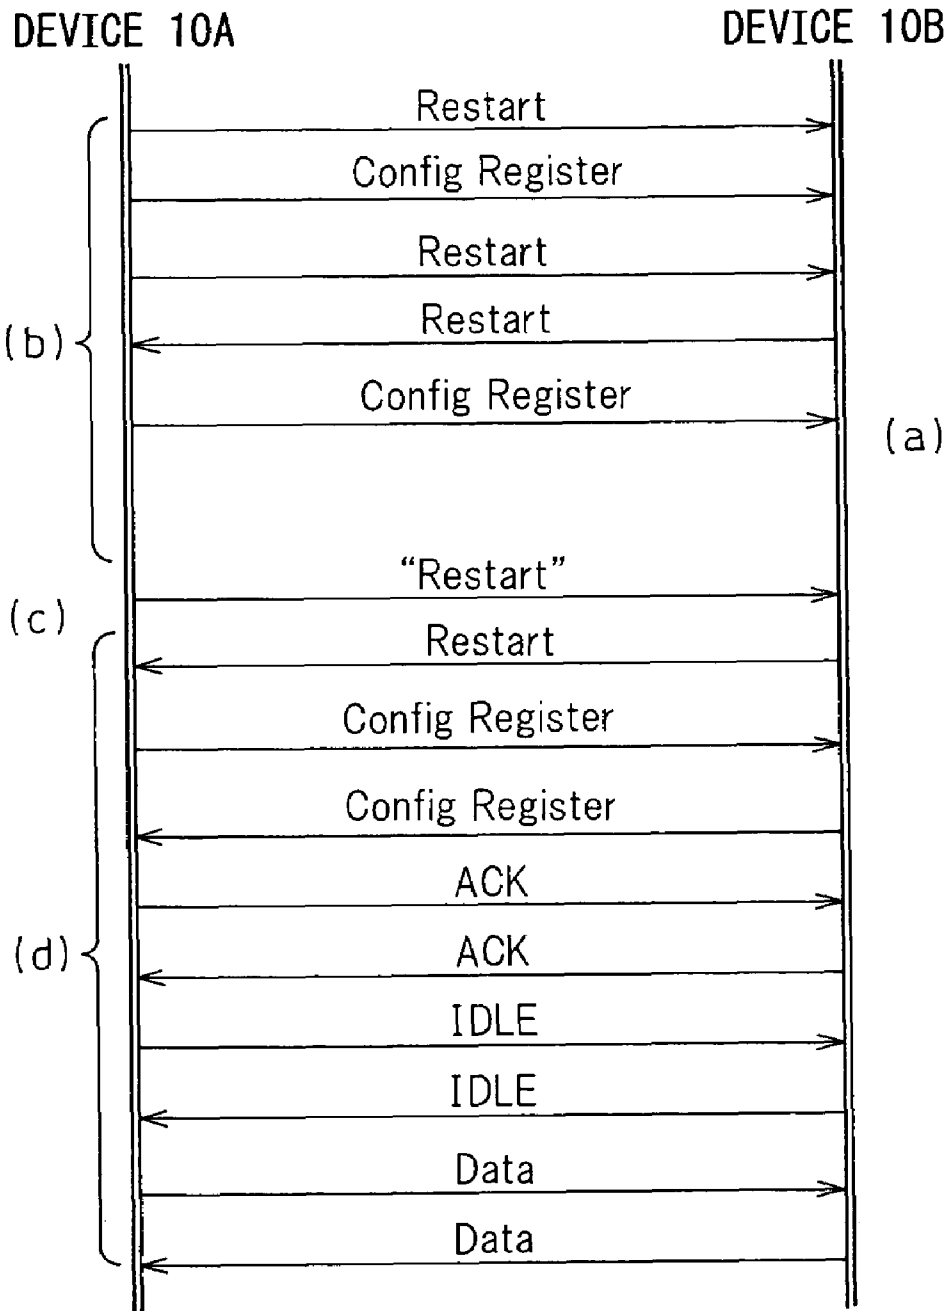 DEVICE 10A
DEVICE 10B
Restart
Config Register
Restart
Restart
(b)
Config Register
(a)
“Restart”
(c)
Restart
Config Register
Config Register
ACK
(d)
ACK
IDLE
IDLE
Data
Data